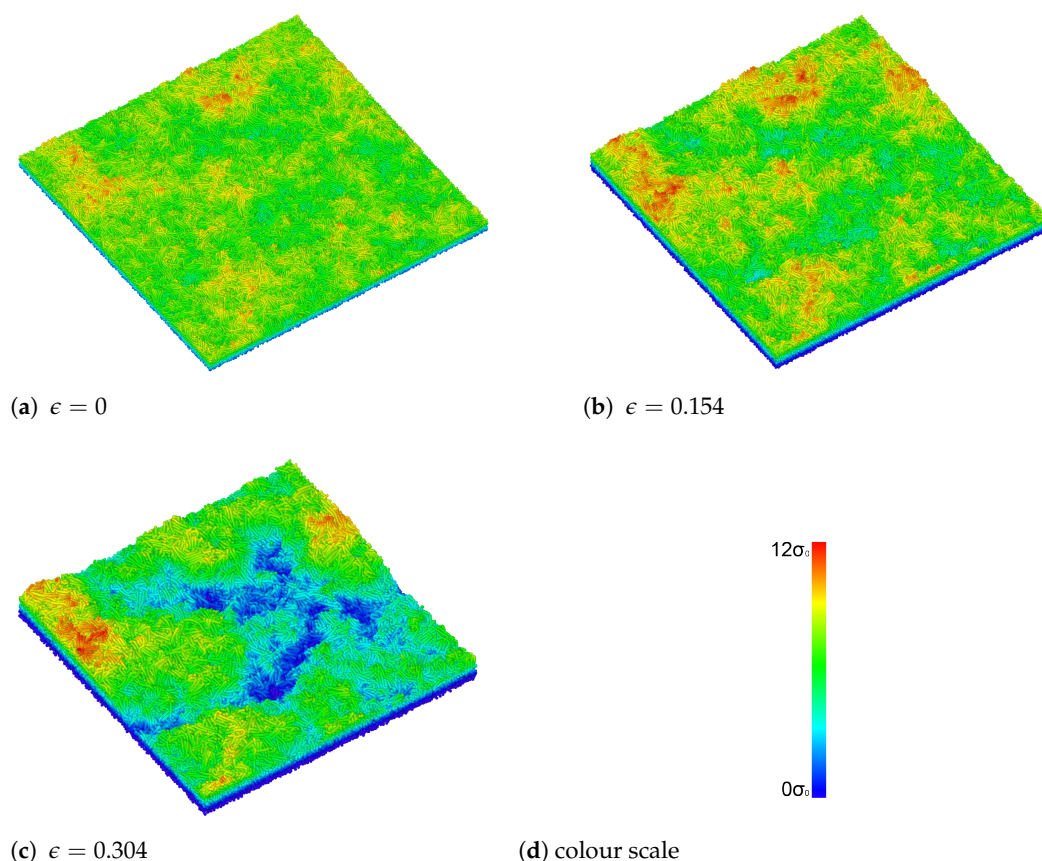 (a) ϵ = 0
(b) ϵ = 0.154
12σ₀
0σ₀
(c) ϵ = 0.304
(d) colour scale